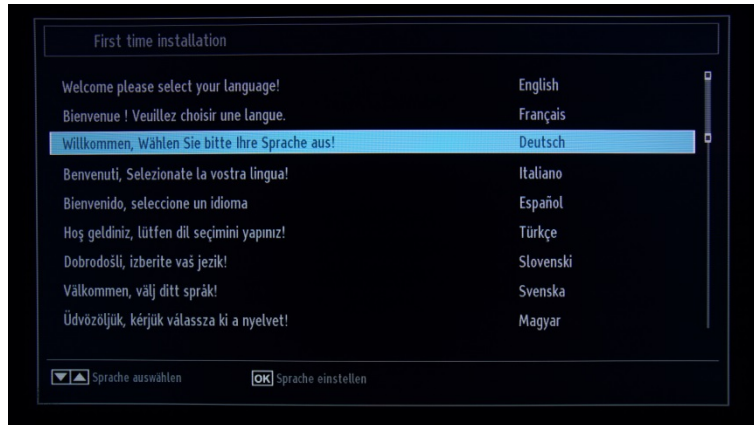 First time installation
Welcome please select your language! English
Bienvenue ! Veuillez choisir une langue. Français
Willkommen, Wählen Sie bitte Ihre Sprache aus! Deutsch
Benvenuti, Selezionate la vostra lingua! Italiano
Bienvenido, seleccione un idioma Español
Hoş geldiniz, lütfen dil seçimini yapınız! Türkçe
Dobrodošli, izberite vaš jezik! Slovenski
Välkommen, välj ditt språk! Svenska
Üdvözöljük, kérjük válassza ki a nyelvet! Magyar
Sprache auswählen OK Sprache einstellen